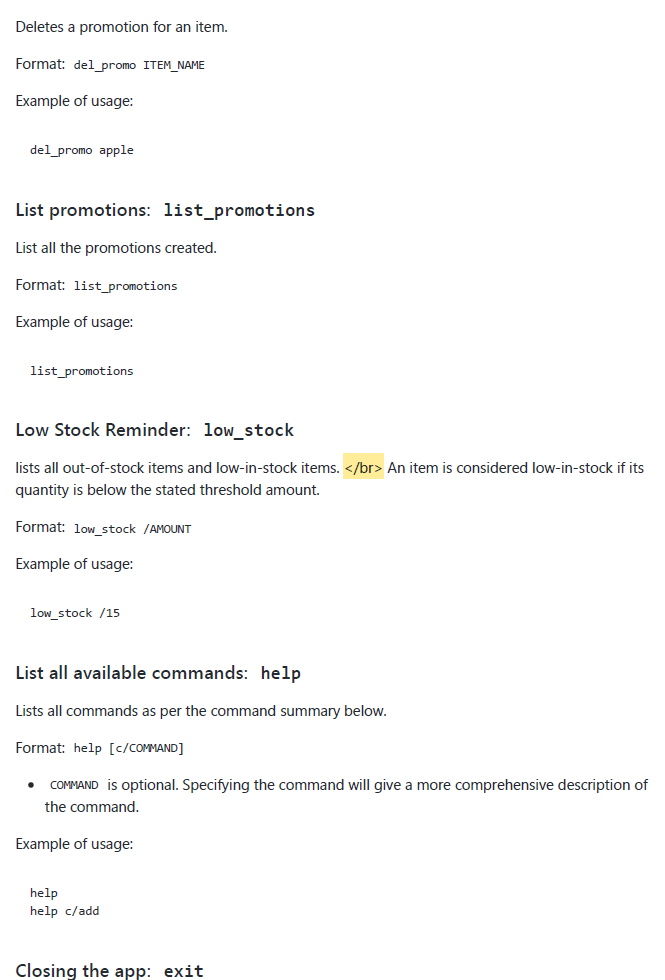 Deletes a promotion for an item.
Format: del_promo ITEM_NAME
Example of usage:
del_promo apple
List promotions: list_promotions
List all the promotions created.
Format: list_promotions
Example of usage:
list_promotions
Low Stock Reminder: low_stock
lists all out-of-stock items and low-in-stock items. </br> An item is considered low-in-stock if its
quantity is below the stated threshold amount.
Format: low_stock /AMOUNT
Example of usage:
low_stock /15
List all available commands: help
Lists all commands as per the command summary below.
Format: help [c/COMMAND]
• COMMAND is optional. Specifying the command will give a more comprehensive description of
the command.
Example of usage:
help
help c/add
Closing the app: exit